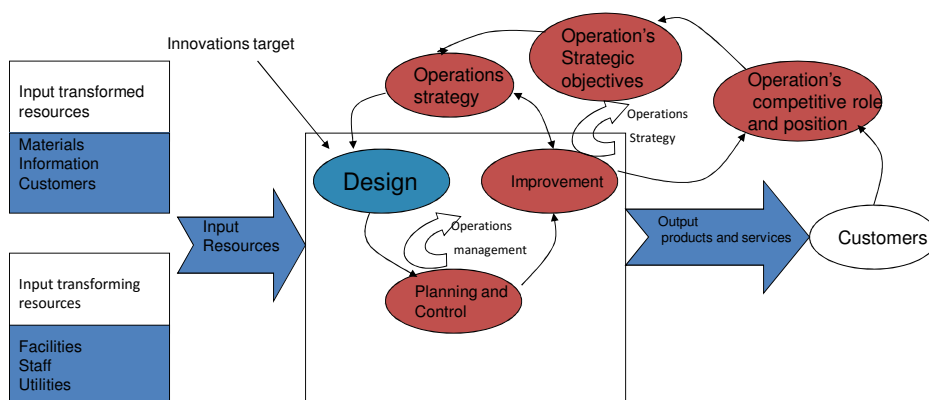 Innovations target
Input transformed
resources
Materials
Information
Customers
Input transforming
resources
Facilities
Staff
Utilities
Input
Resources
Operations
strategy
Operation's
Strategic
objectives
Operation's
competitive role
and position
Operations
Strategy
Design
Improvement
Operations
management
Planning and
Control
Output
products and services
Customers